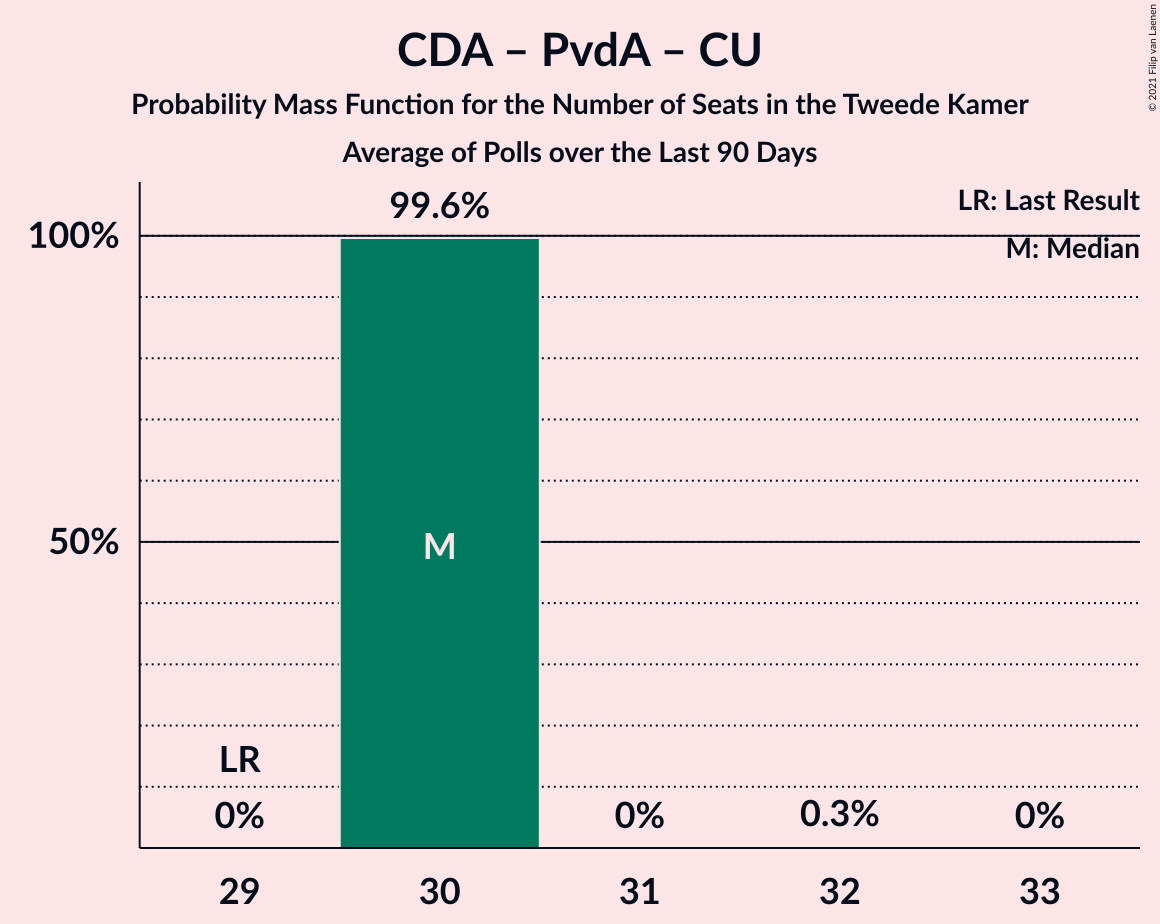 CDA – PvdA – CU
Probability Mass Function for the Number of Seats in the Tweede Kamer
Average of Polls over the Last 90 Days
© 2021 Filip van Laenen
LR: Last Result
M: Median
99.6%
100%
50%
M
LR
0%
0%
0.3%
0%
29
30
31
32
33